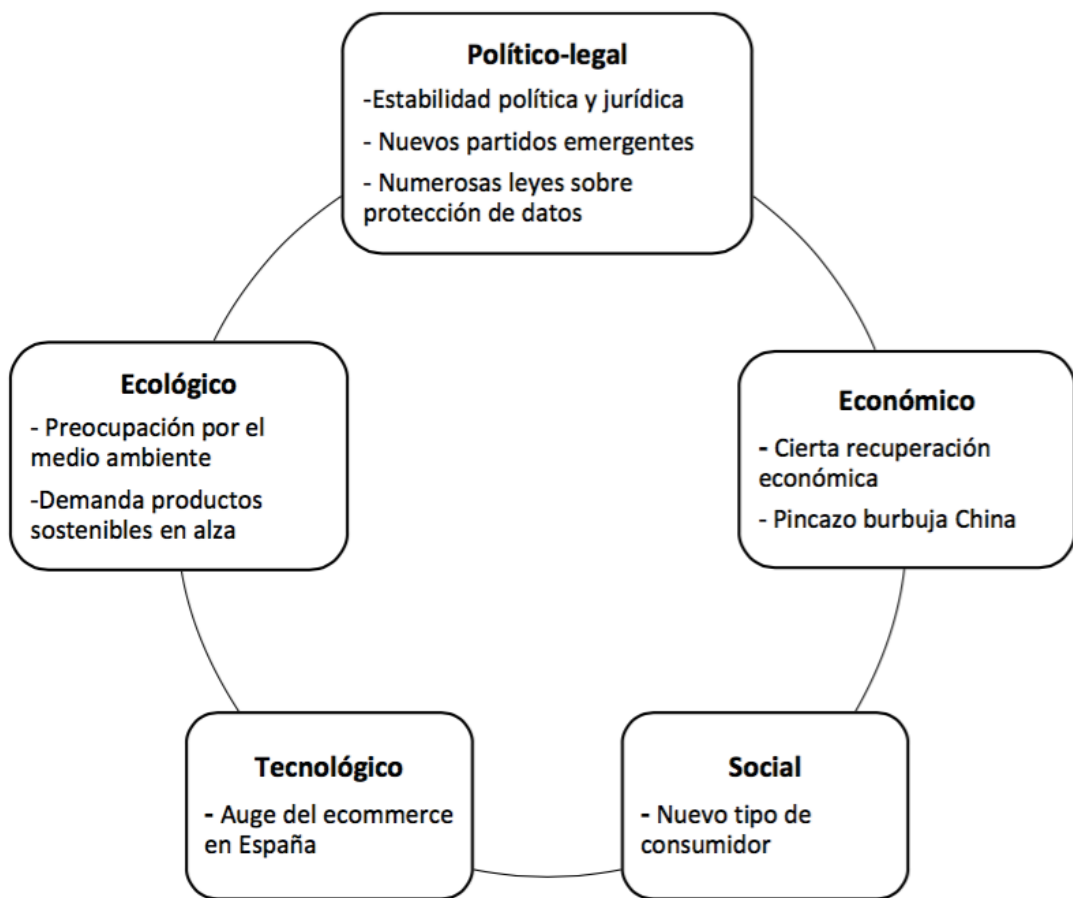 Político-legal
-Estabilidad política y jurídica
- Nuevos partidos emergentes
- Numerosas leyes sobre
protección de datos
Ecológico
- Preocupación por el
medio ambiente
-Demanda productos
sostenibles en alza
Económico
- Cierta recuperación
económica
- Pincazo burbuja China
Tecnológico
- Auge del ecommerce
en España
Social
- Nuevo tipo de
consumidor